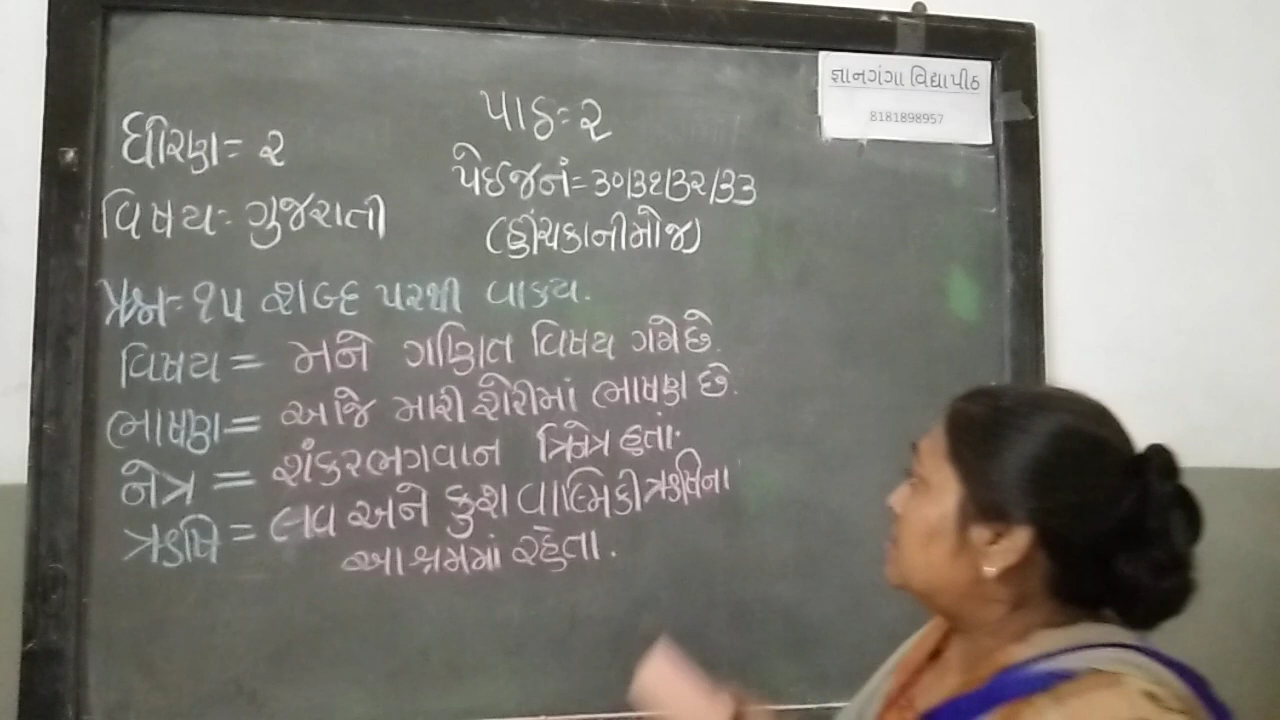 જ્ઞાનગંગા વિદ્યાપીઠ
8181898957
પાઠ=૨
ધોરણ=૨
પેઈજનં=૩૦/૩૧/૩૨/૩૩
વિષય=ગુજરાતી
(હીંચકાનીમોજ)
પ્રશ્ન=૧૫ શબ્દ પરથી વાક્ય.
વિષય = મને ગણિત વિષય ગમે છે.
ભાષણ = આજે મારી શેરીમાં ભાષણ છે.
નેત્ર = શંકરભગવાન ત્રિનેત્ર હતાં.
ઋષિ = લવ અને કુશ વાલ્મિકી ઋષિના
આશ્રમમાં રહેતા.